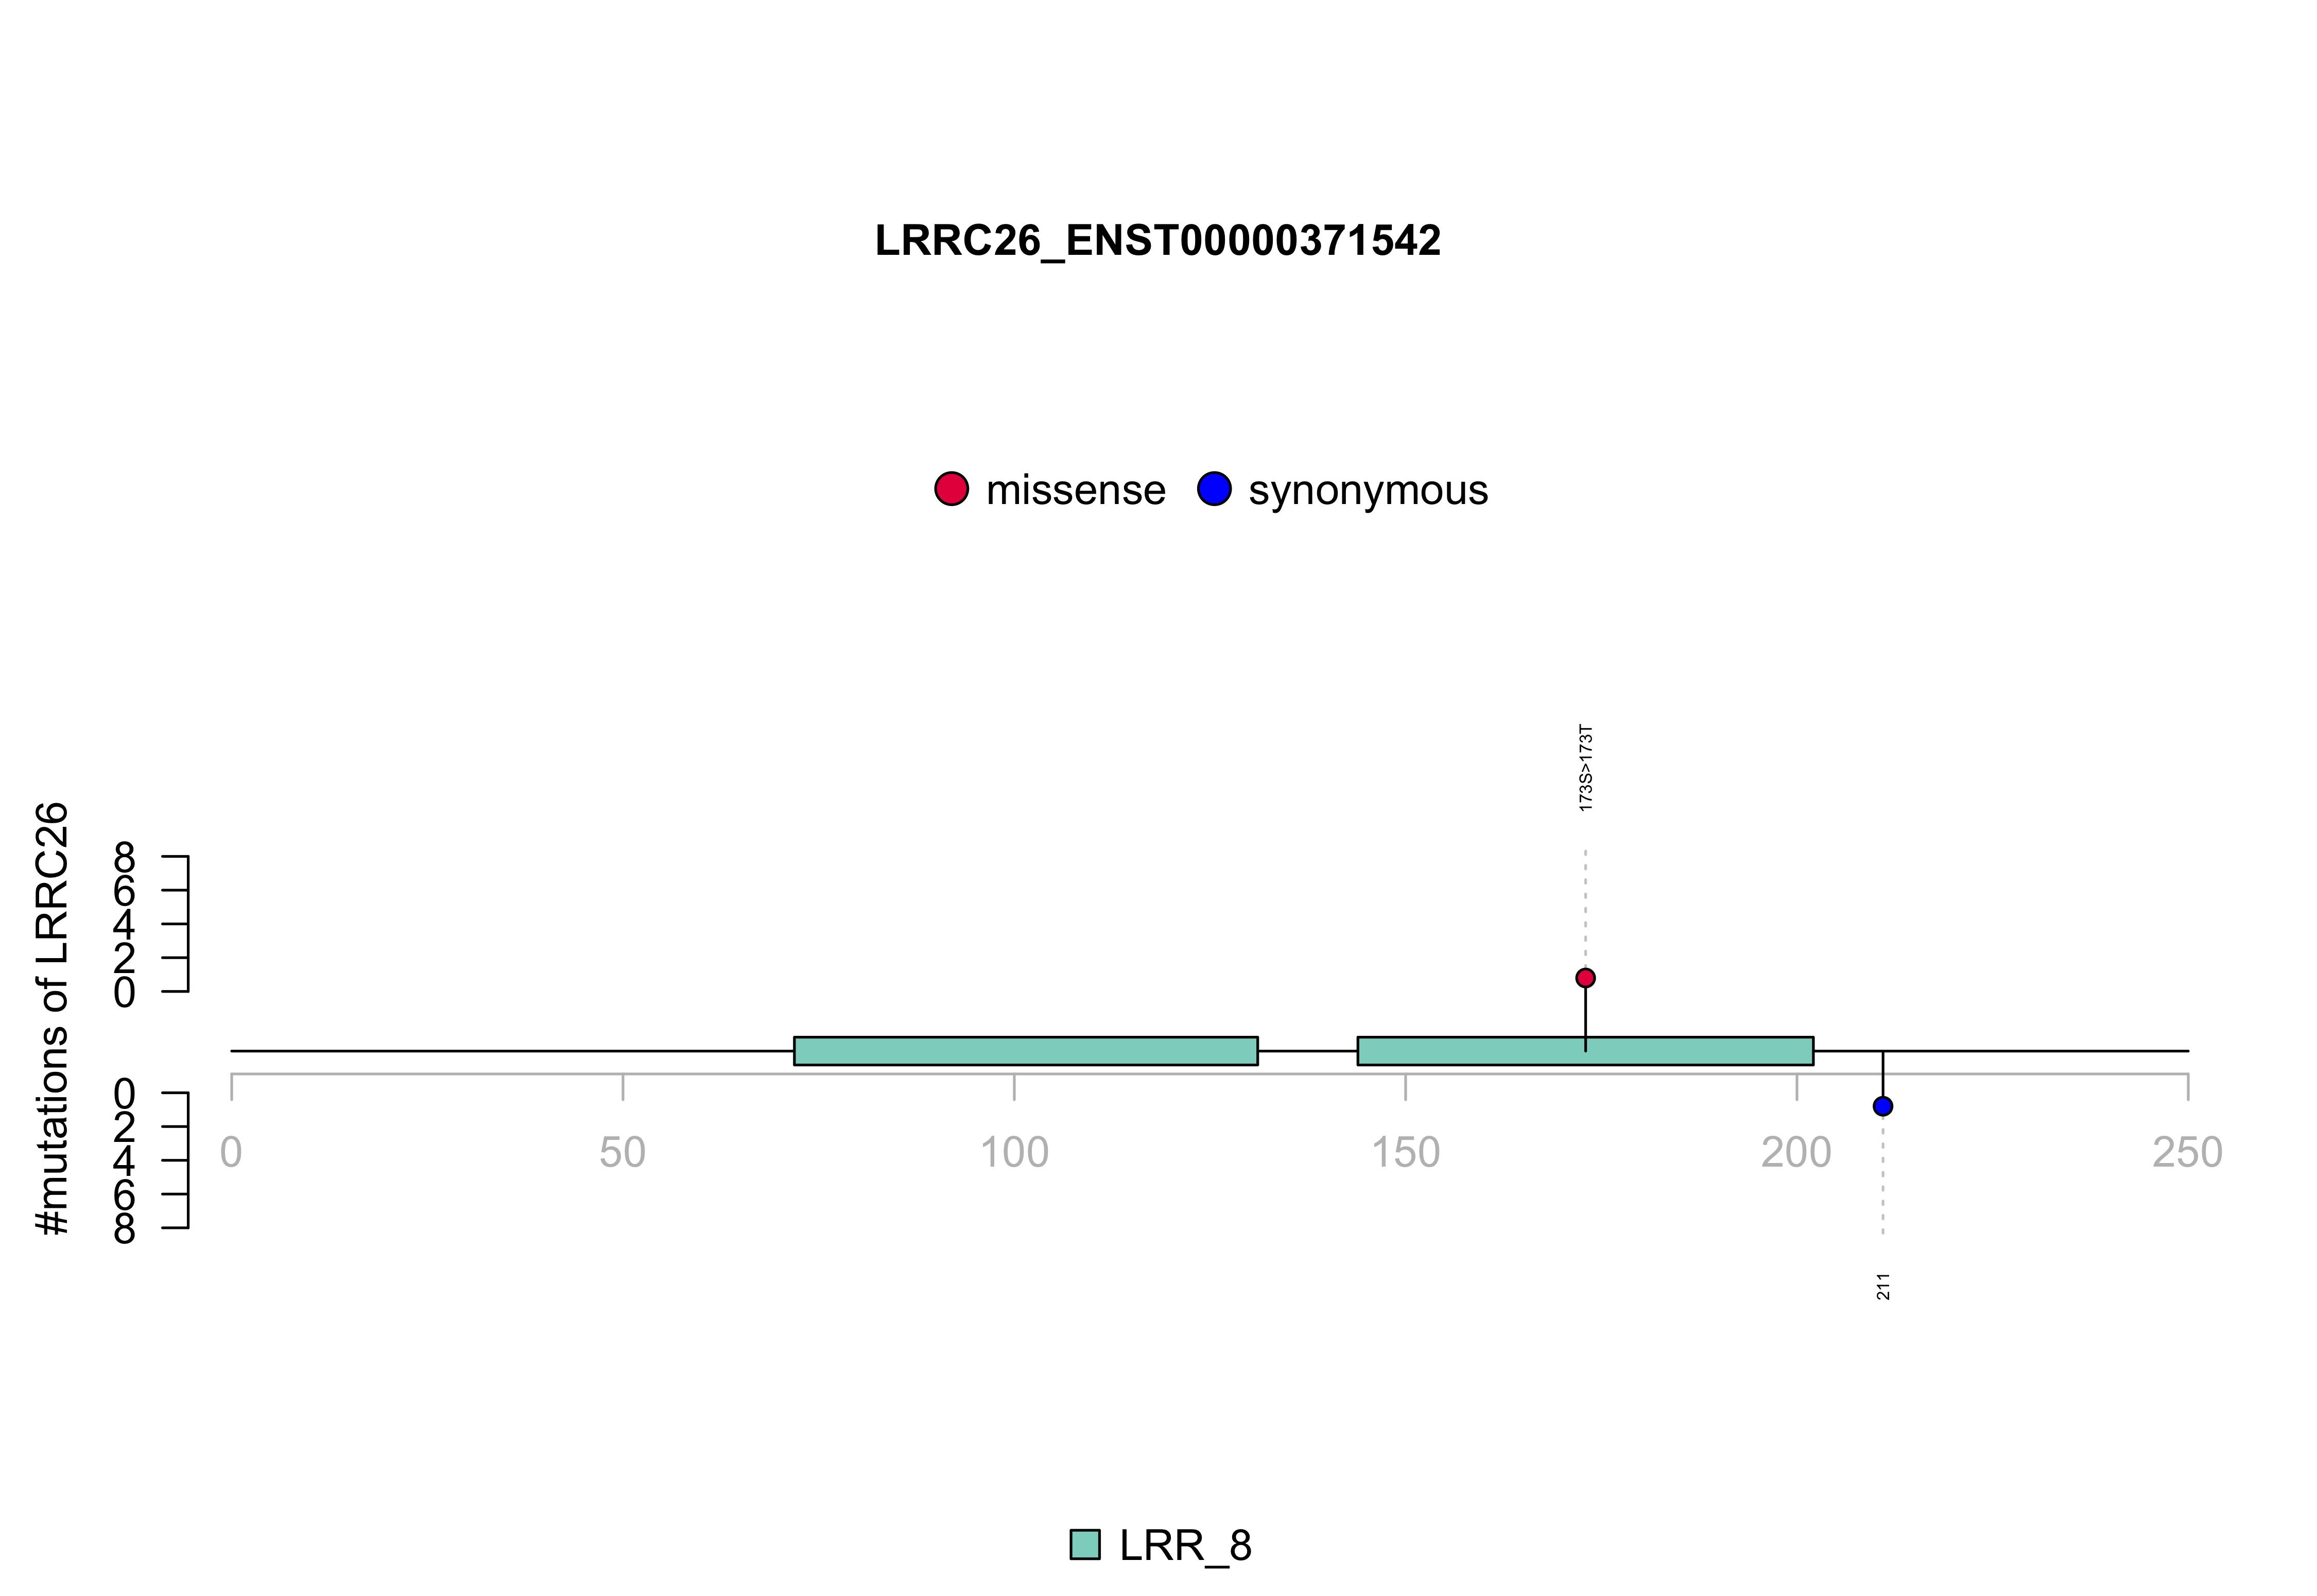 LRRC26_ENST00000371542
missense synonymous
173S>173T
#mutations of LRRC26
8
6
4
2
0
0
2
4
6
8
0 50 100 150 200 250
211
LRR_8